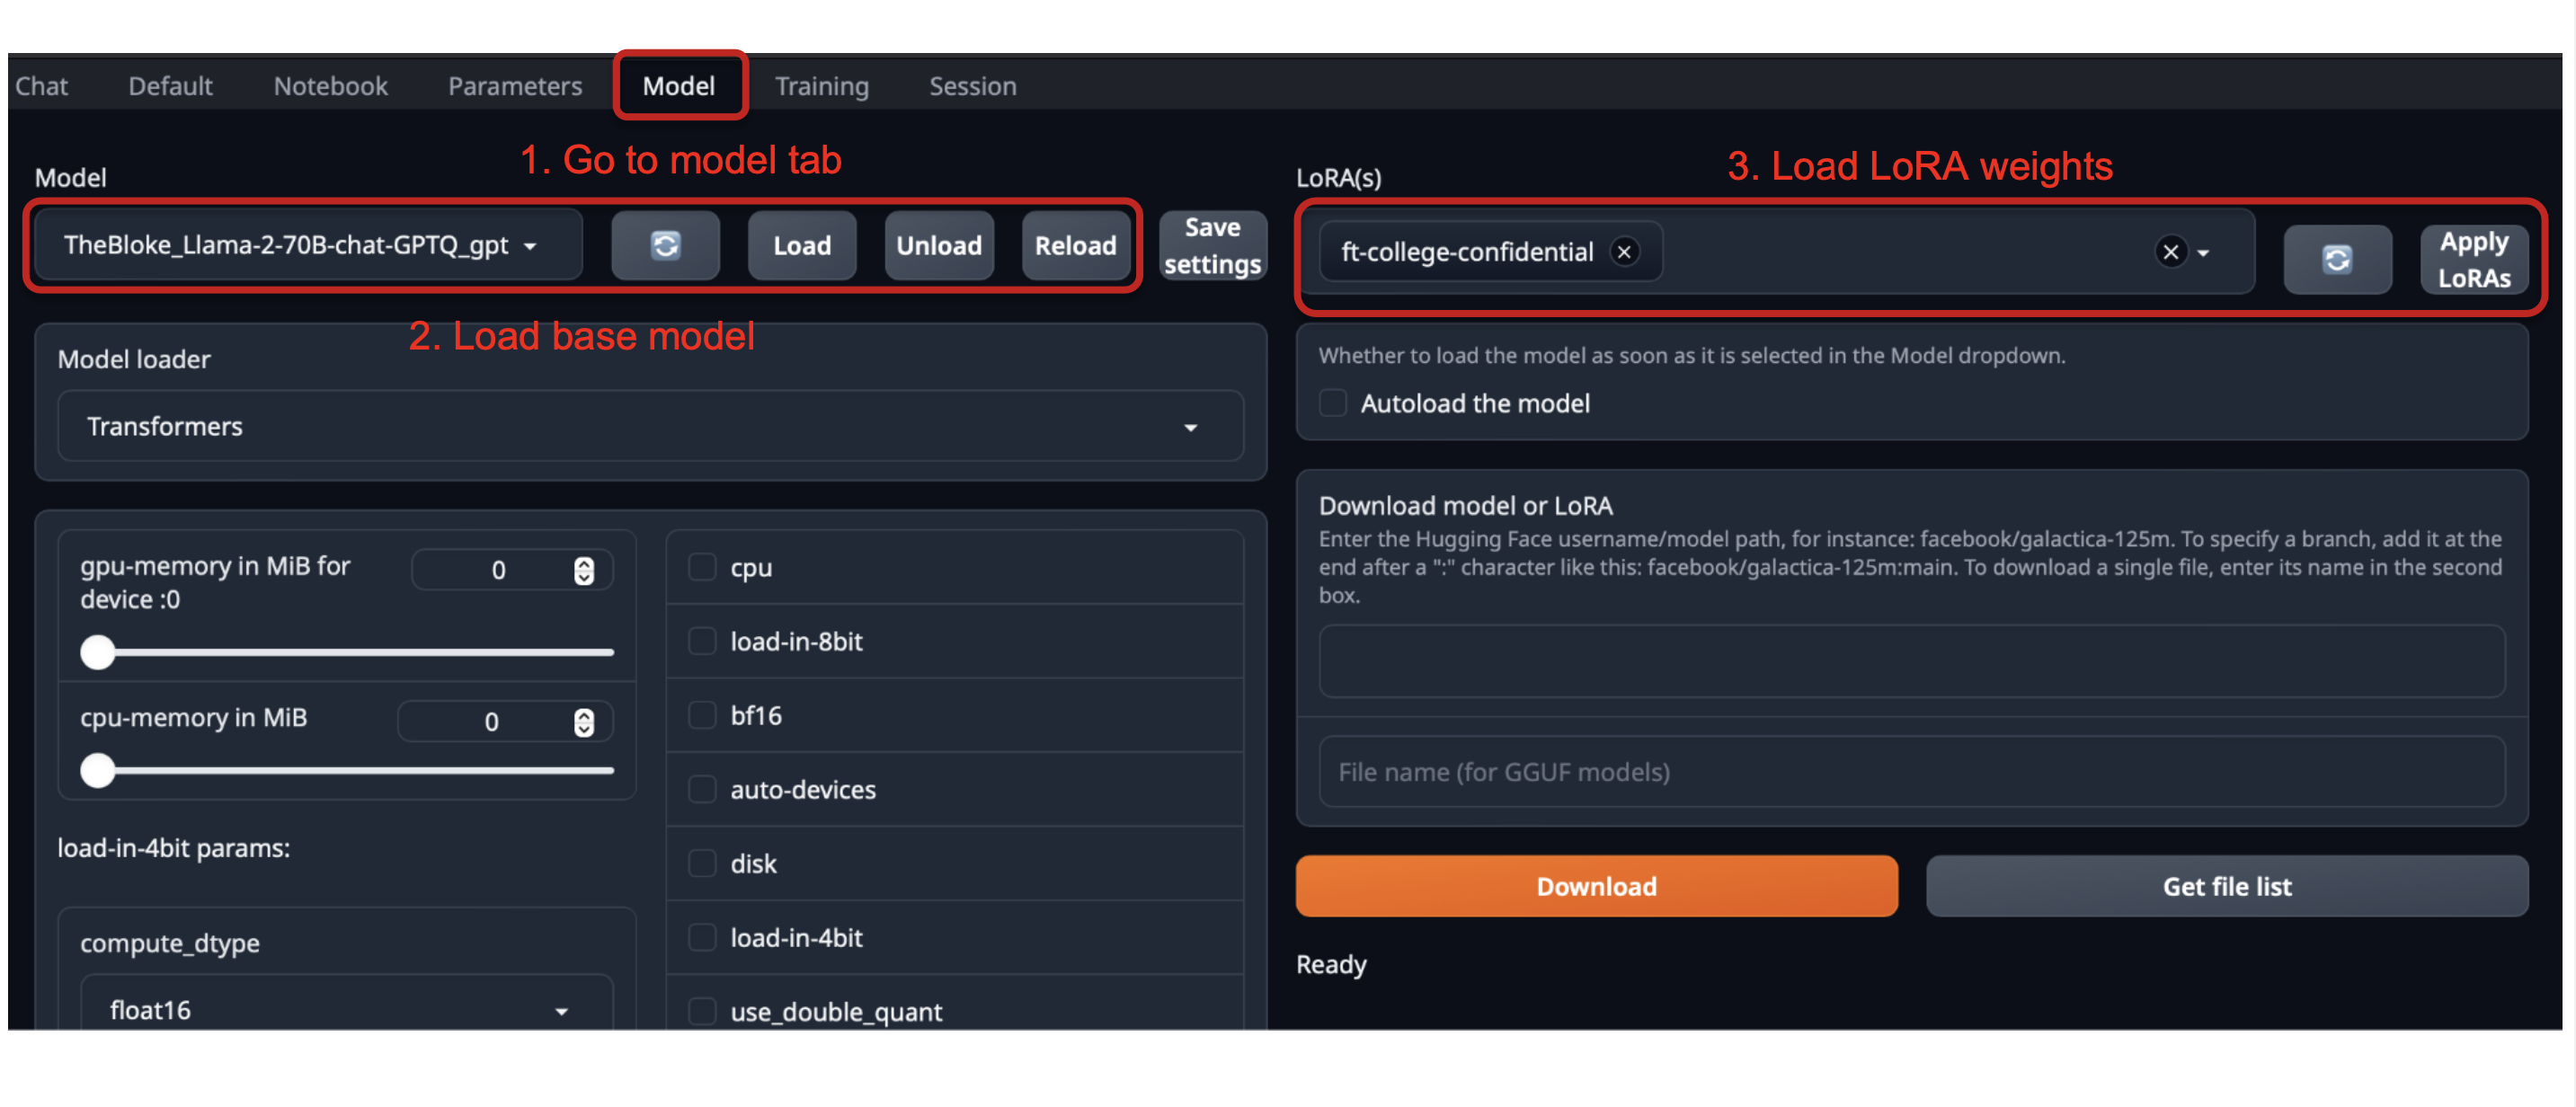 Chat Default Notebook Parameters Model Training Session
1. Go to model tab
Model
TheBloke_Llama-2-70B-chat-GPTQ_gpt
Load
Unload
Reload
Save
settings
2. Load base model
Model loader
Transformers
gpu-memory in MiB for
device :0
0
cpu-memory in MiB
0
load-in-4bit params:
compute_dtype
float16
cpu
load-in-8bit
bf16
auto-devices
disk
load-in-4bit
use_double_quant
3. Load LoRA weights
LoRA(s)
ft-college-confidential
Apply
LoRAs
Whether to load the model as soon as it is selected in the Model dropdown.
Autoload the model
Download model or LoRA
Enter the Hugging Face username/model path, for instance: facebook/galactica-125m. To specify a branch, add it at the
end after a ":" character like this: facebook/galactica-125m:main. To download a single file, enter its name in the second
box.
File name (for GGUF models)
Download
Get file list
Ready